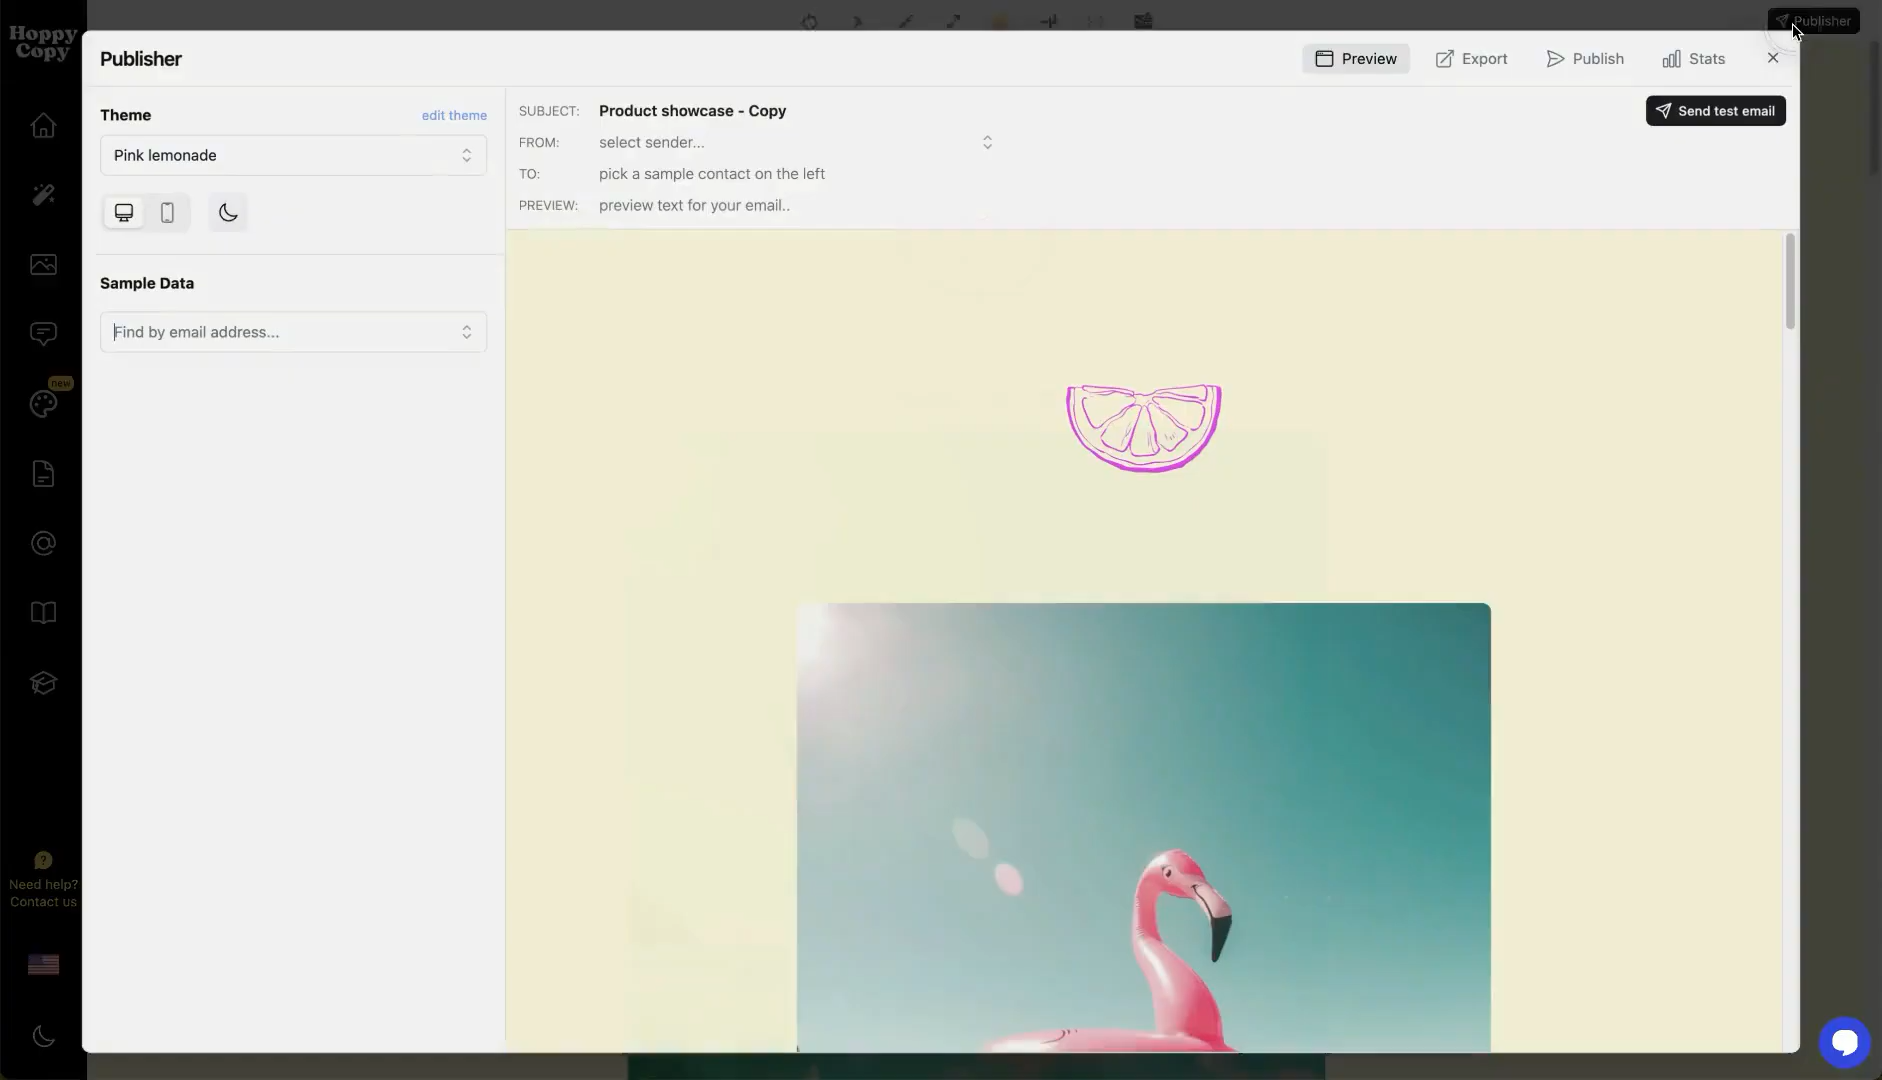 Hoppy
Copy
Publisher
Publisher
Preview
Export
Publish
Stats
Theme
edit theme
Pink lemonade
SUBJECT:
Product showcase - Copy
Send test email
FROM:
select sender...
TO:
pick a sample contact on the left
PREVIEW:
preview text for your email..
Sample Data
Find by email address...
new
?
Need help?
Contact us